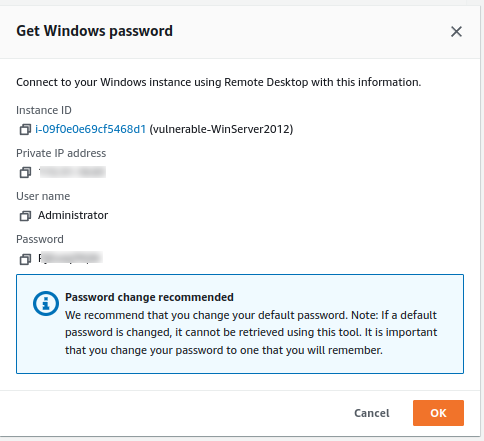 Get Windows password
Connect to your Windows instance using Remote Desktop with this information.
Instance ID
i-09f0e0e69cf5468d1 (vulnerable-WinServer2012)
Private IP address
User name
Administrator
Password
Password change recommended
We recommend that you change your default password. Note: If a default
password is changed, it cannot be retrieved using this tool. It is important
that you change your password to one that you will remember.
Cancel
OK